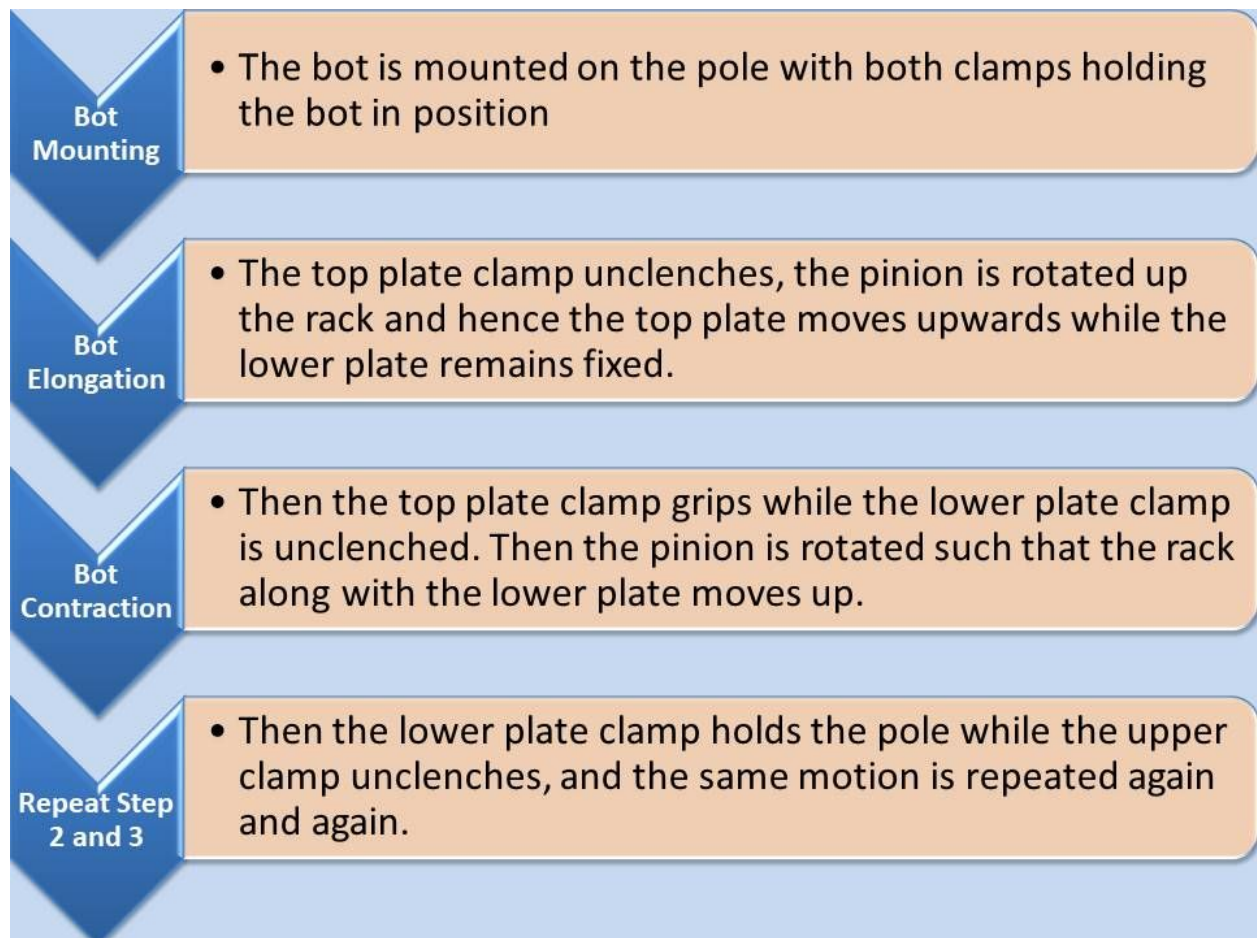 Bot
Mounting
• The bot is mounted on the pole with both clamps holding
the bot in position
Bot
Elongation
• The top plate clamp unclenches, the pinion is rotated up
the rack and hence the top plate moves upwards while the
lower plate remains fixed.
Bot
Contraction
• Then the top plate clamp grips while the lower plate clamp
is unclenched. Then the pinion is rotated such that the rack
along with the lower plate moves up.
Repeat Step
2 and 3
• Then the lower plate clamp holds the pole while the upper
clamp unclenches, and the same motion is repeated again
and again.